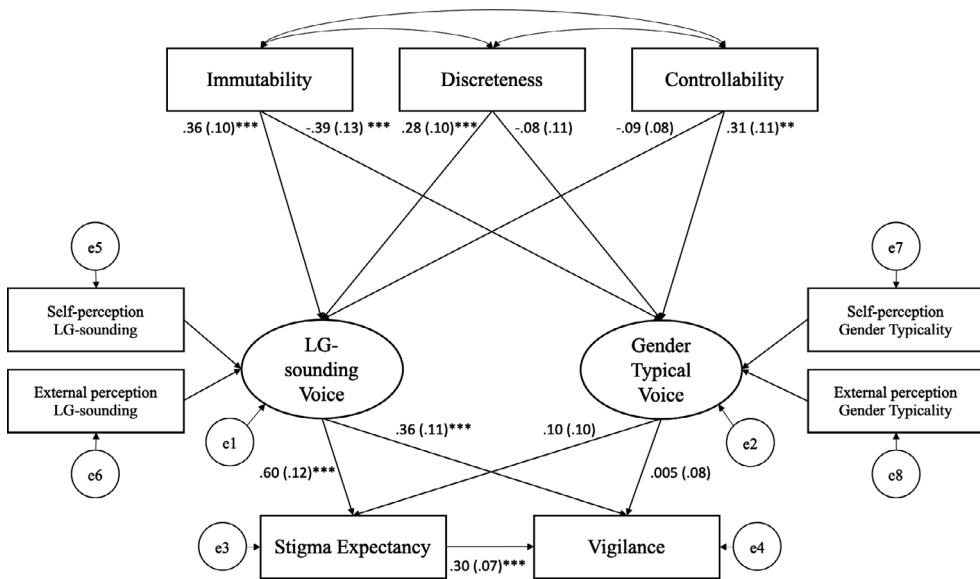 Immutability
Discreteness
Controllability
.36 (.10)***
-.39 (.13) ***
.28 (.10)***
-.08 (.11)
-.09 (.08)
.31 (.11)**
e5
e7
Self-perception
LG-sounding
External perception
LG-sounding
LG-
sounding
Voice
Gender
Typical
Voice
Self-perception
Gender Typicality
External perception
Gender Typicality
e6
e1
e2
e8
.60 (.12)***
.36 (.11)***
.10 (.10)
.005 (.08)
e3
Stigma Expectancy
.30 (.07)***
Vigilance
e4